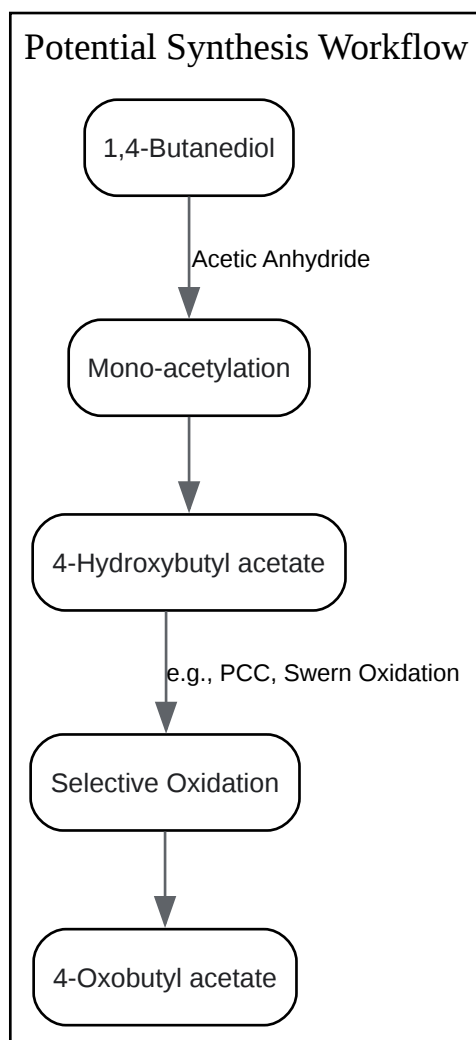 Potential Synthesis Workflow
1,4-Butanediol
Acetic Anhydride
Mono-acetylation
4-Hydroxybutyl acetate
e.g., PCC, Swern Oxidation
Selective Oxidation
4-Oxobutyl acetate